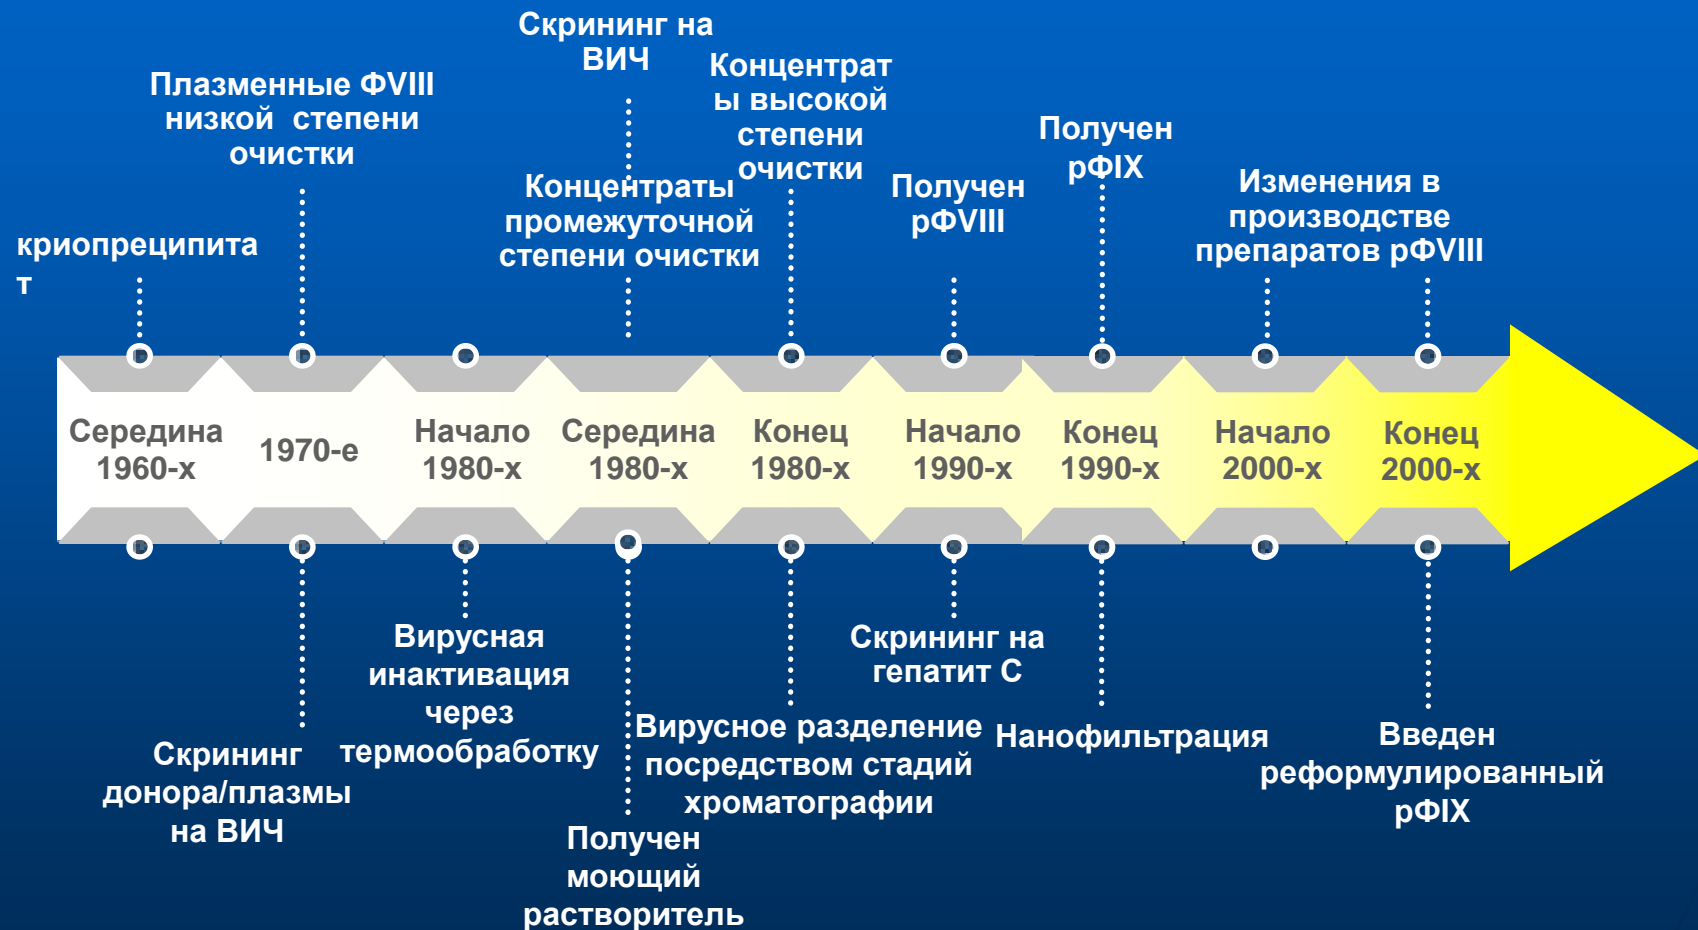 Скрининг на
ВИЧ
Плазменные ФVIII
низкой степени
очистки
Концентрат
ы высокой
степени
очистки
Получен
рФIX
Концентраты
промежуточной
степени очистки
Получен
рФVIII
Изменения в
производстве
препаратов рФVIII
криопреципита
т
Середина
1960-х
1970-е
Начало
1980-х
Середина
1980-х
Конец
1980-х
Начало
1990-х
Конец
1990-х
Начало
2000-х
Конец
2000-х
Вирусная
инактивация
через
термообработку
Скрининг на
гепатит С
Скрининг
донора/плазмы
на ВИЧ
Вирусное разделение
посредством стадий
хроматографии
Нанофильтрация
Введен
реформулированный
рФIX
Получен
моющий
растворитель